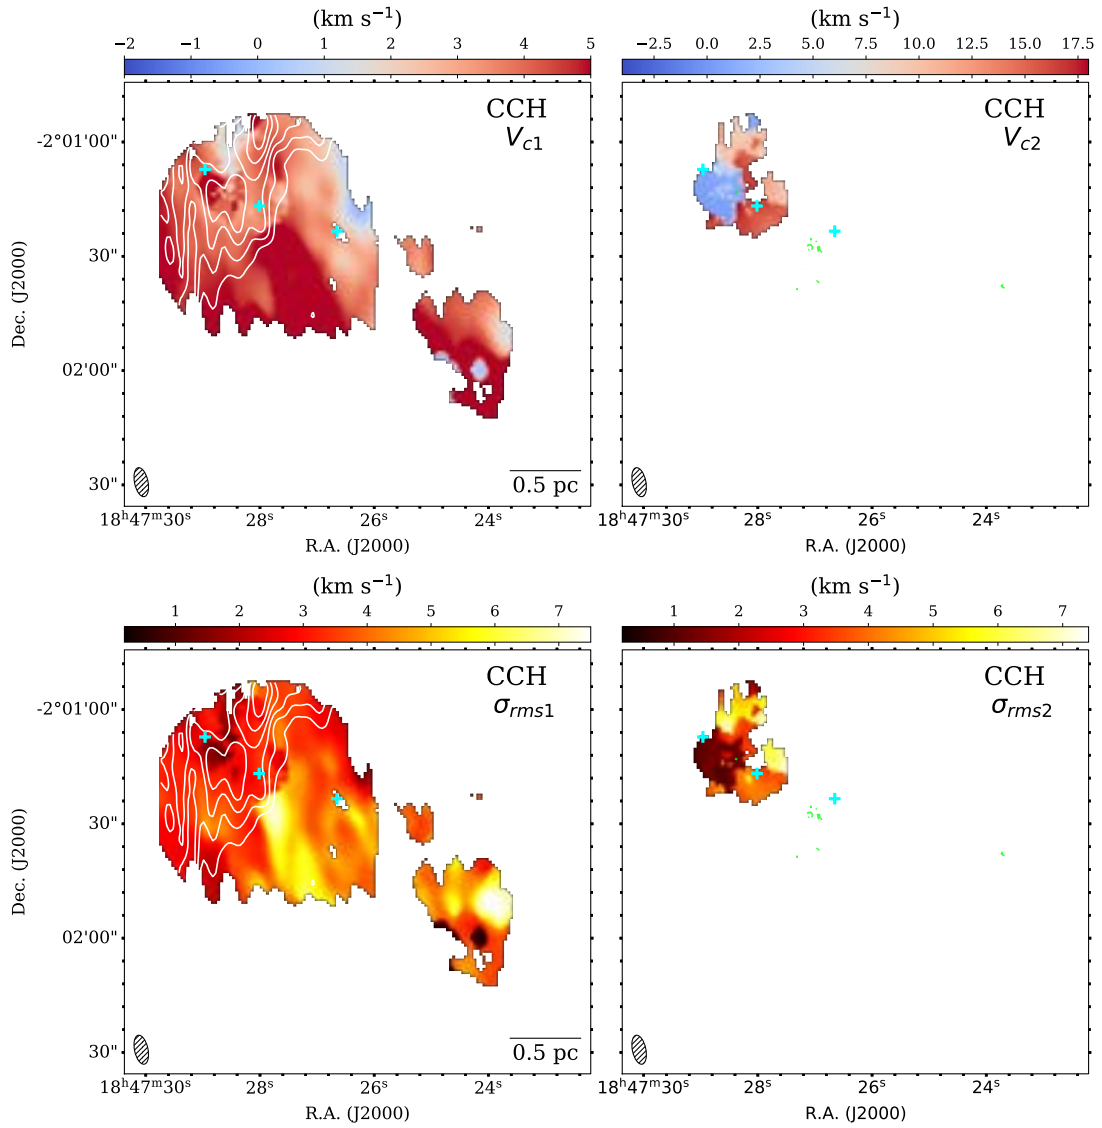 (km s⁻¹)
−2 −1 0 1 2 3 4 5
CCH
V_c1
Dec. (J2000)
-2°01'00"
30"
02'00"
30"
0.5 pc
18ʰ47ᵐ30ˢ 28ˢ 26ˢ 24ˢ
R.A. (J2000)
(km s⁻¹)
−2.5 0.0 2.5 5.0 7.5 10.0 12.5 15.0 17.5
CCH
V_c2
18ʰ47ᵐ30ˢ 28ˢ 26ˢ 24ˢ
R.A. (J2000)
(km s⁻¹)
1 2 3 4 5 6 7
CCH
σ_rms1
Dec. (J2000)
-2°01'00"
30"
02'00"
30"
0.5 pc
18ʰ47ᵐ30ˢ 28ˢ 26ˢ 24ˢ
R.A. (J2000)
(km s⁻¹)
1 2 3 4 5 6 7
CCH
σ_rms2
18ʰ47ᵐ30ˢ 28ˢ 26ˢ 24ˢ
R.A. (J2000)